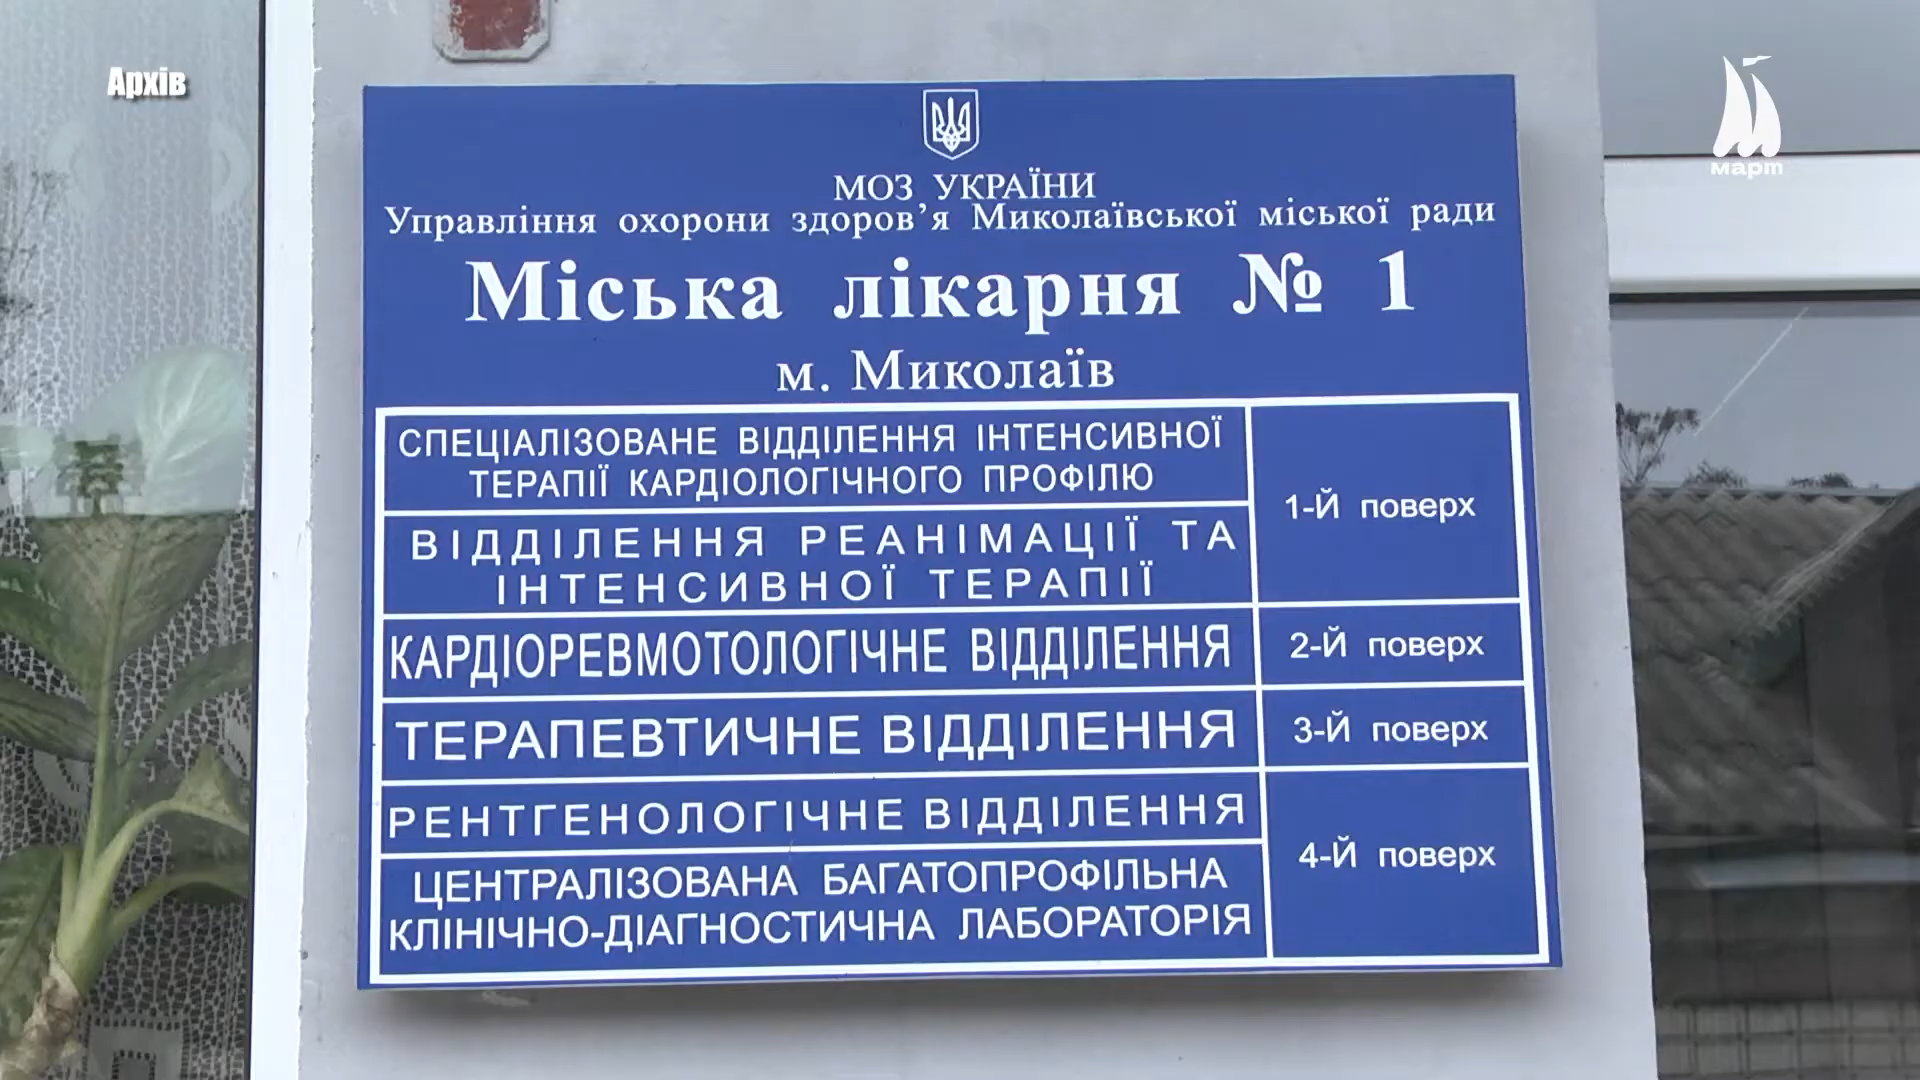 Архів
март
МОЗ УКРАЇНИ
Управління охорони здоров’я Миколаївської міської ради
Міська лікарня № 1
м. Миколаїв
СПЕЦІАЛІЗОВАНЕ ВІДДІЛЕННЯ ІНТЕНСИВНОЇ
ТЕРАПІЇ КАРДІОЛОГІЧНОГО ПРОФІЛЮ
1-Й поверх
ВІДДІЛЕННЯ РЕАНІМАЦІЇ ТА
ІНТЕНСИВНОЇ ТЕРАПІЇ
КАРДІОРЕВМОТОЛОГІЧНЕ ВІДДІЛЕННЯ
2-Й поверх
ТЕРАПЕВТИЧНЕ ВІДДІЛЕННЯ
3-Й поверх
РЕНТГЕНОЛОГІЧНЕ ВІДДІЛЕННЯ
4-Й поверх
ЦЕНТРАЛІЗОВАНА БАГАТОПРОФІЛЬНА
КЛІНІЧНО-ДІАГНОСТИЧНА ЛАБОРАТОРІЯ